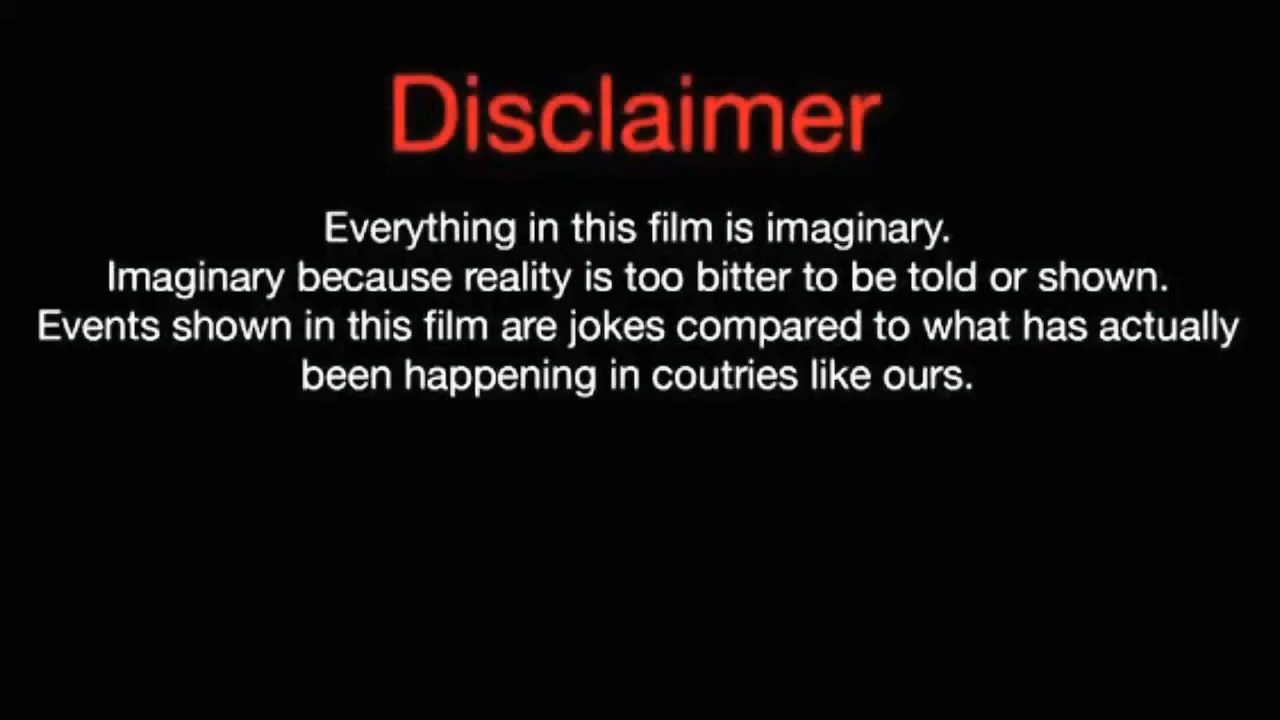 Disclaimer
Everything in this film is imaginary.
Imaginary because reality is too bitter to be told or shown.
Events shown in this film are jokes compared to what has actually
been happening in coutries like ours.